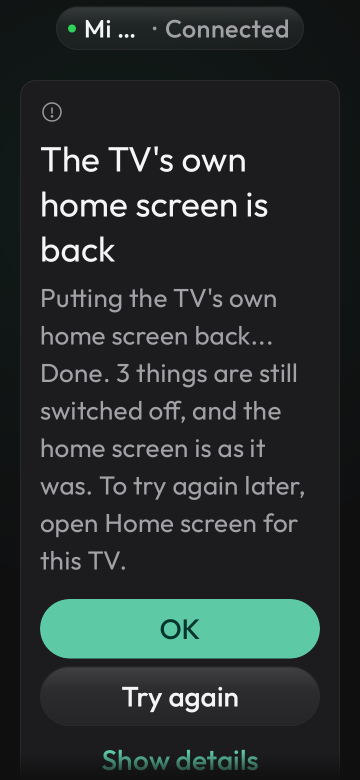 Mi ... · Connected
The TV's own
home screen is
back
Putting the TV's own
home screen back...
Done. 3 things are still
switched off, and the
home screen is as it
was. To try again later,
open Home screen for
this TV.
OK
Try again
Show details